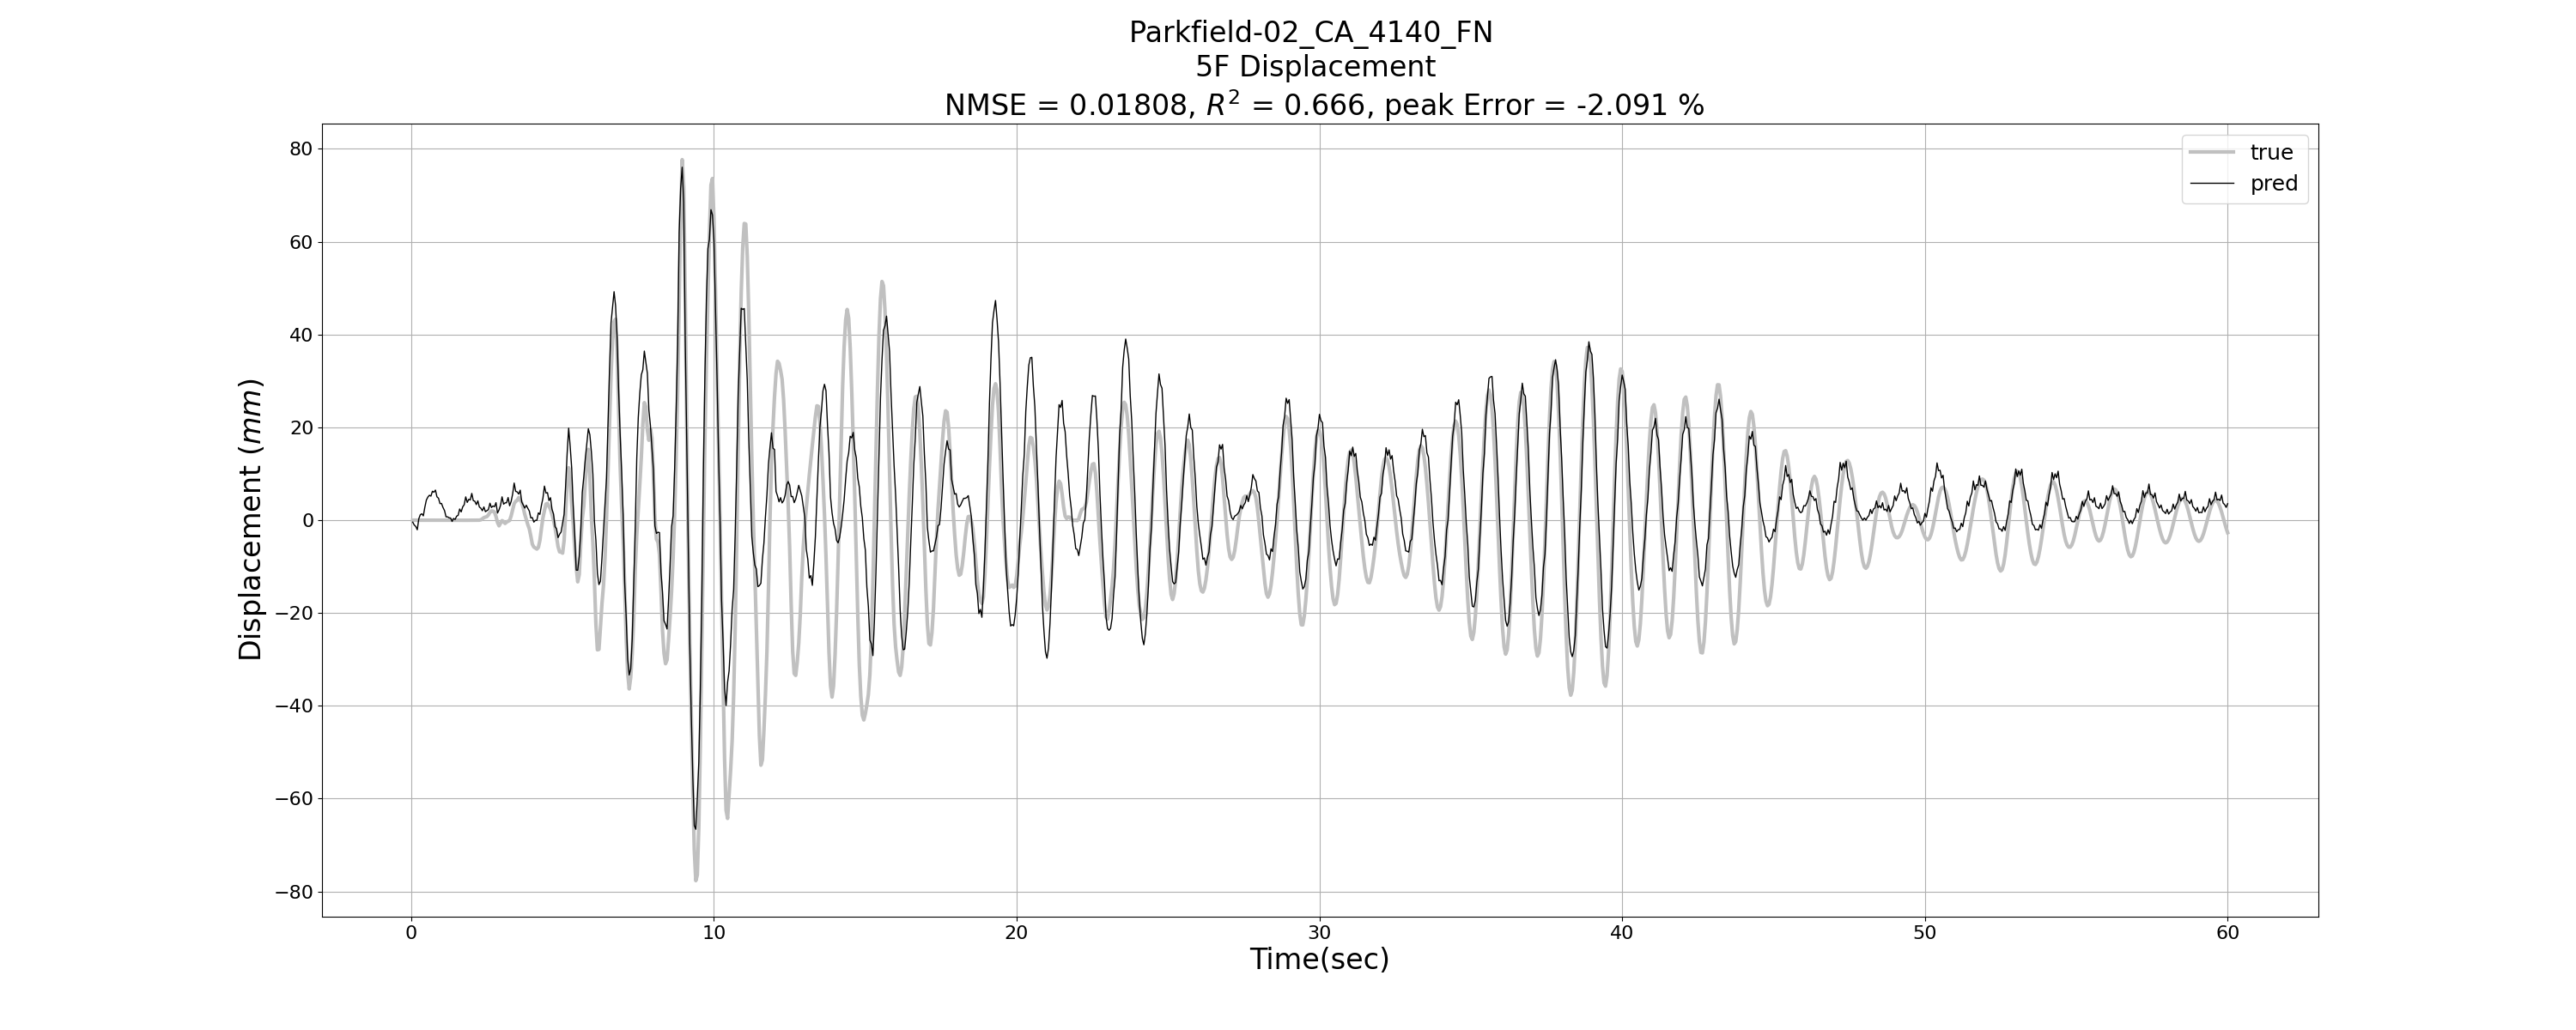 Parkfield-02_CA_4140_FN
5F Displacement
NMSE = 0.01808, R² = 0.666, peak Error = -2.091 %
true
pred
80
60
40
20
0
−20
−40
−60
−80
Displacement (mm)
0 10 20 30 40 50 60
Time(sec)